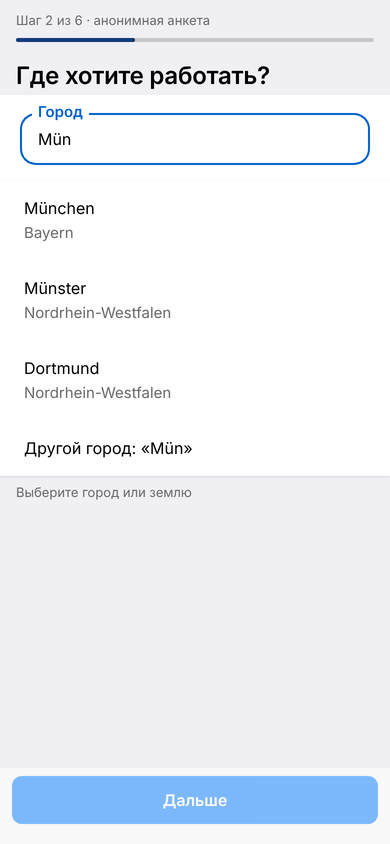 Шаг 2 из 6 · анонимная анкета
Где хотите работать?
Город
Mün
München
Bayern
Münster
Nordrhein-Westfalen
Dortmund
Nordrhein-Westfalen
Другой город: «Mün»
Выберите город или землю
Дальше